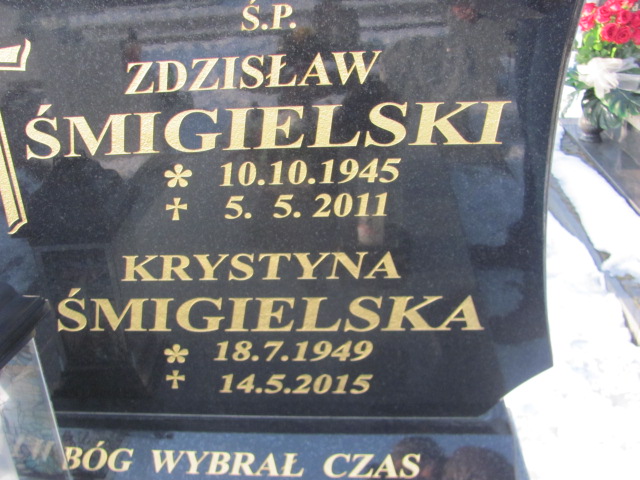 Ś.P.
ZDZISŁAW
ŚMIGIELSKI
* 10.10.1945
✝ 5. 5. 2011
KRYSTYNA
ŚMIGIELSKA
* 18.7.1949
✝ 14.5.2015
BÓG WYBRAŁ CZAS